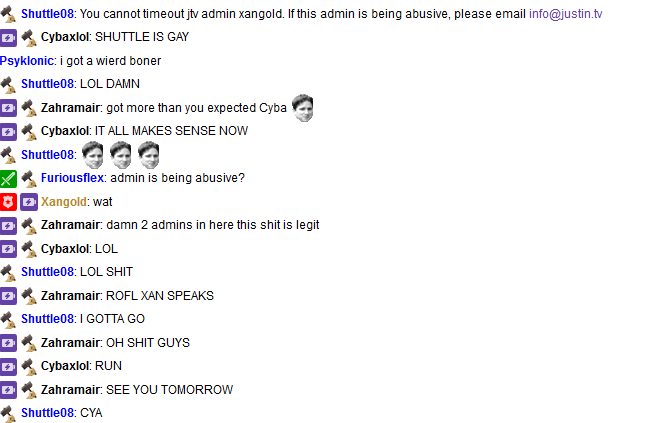 Shuttle08: You cannot timeout jtv admin xangold. If this admin is being abusive, please email info@justin.tv
Cybaxlol: SHUTTLE IS GAY
Psyklonic: i got a wierd boner
Shuttle08: LOL DAMN
Zahramair: got more than you expected Cyba
Cybaxlol: IT ALL MAKES SENSE NOW
Shuttle08:
Furiousflex: admin is being abusive?
Xangold: wat
Zahramair: damn 2 admins in here this shit is legit
Cybaxlol: LOL
Shuttle08: LOL SHIT
Zahramair: ROFL XAN SPEAKS
Shuttle08: I GOTTA GO
Zahramair: OH SHIT GUYS
Cybaxlol: RUN
Zahramair: SEE YOU TOMORROW
Shuttle08: CYA